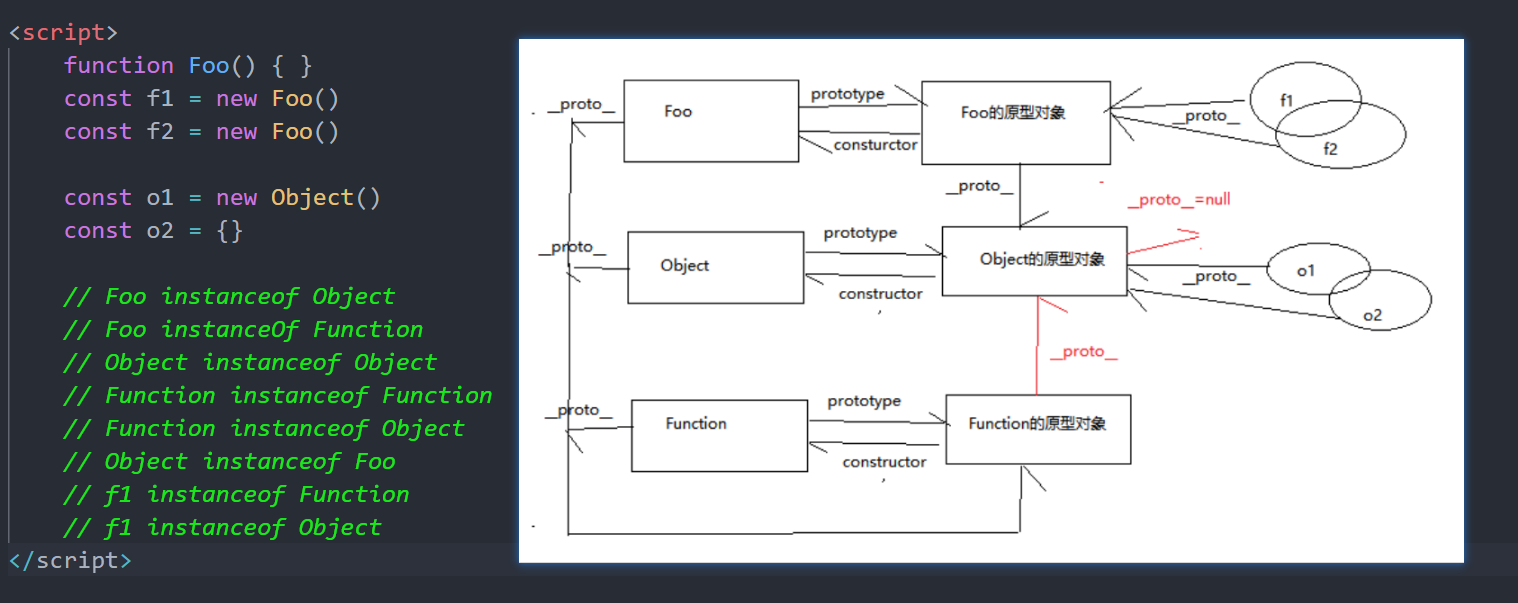 <script>
function Foo() { }
const f1 = new Foo()
const f2 = new Foo()
const o1 = new Object()
const o2 = {}
// Foo instanceof Object
// Foo instanceOf Function
// Object instanceof Object
// Function instanceof Function
// Function instanceof Object
// Object instanceof Foo
// f1 instanceof Function
// f1 instanceof Object
</script>
__proto__
Foo
prototype
consturctor
Foo的原型对象
__proto__
f1
f2
__proto__
__proto__=null
__proto__
Object
prototype
constructor
Object的原型对象
__proto__
o1
o2
__proto__
__proto__
Function
prototype
constructor
Function的原型对象